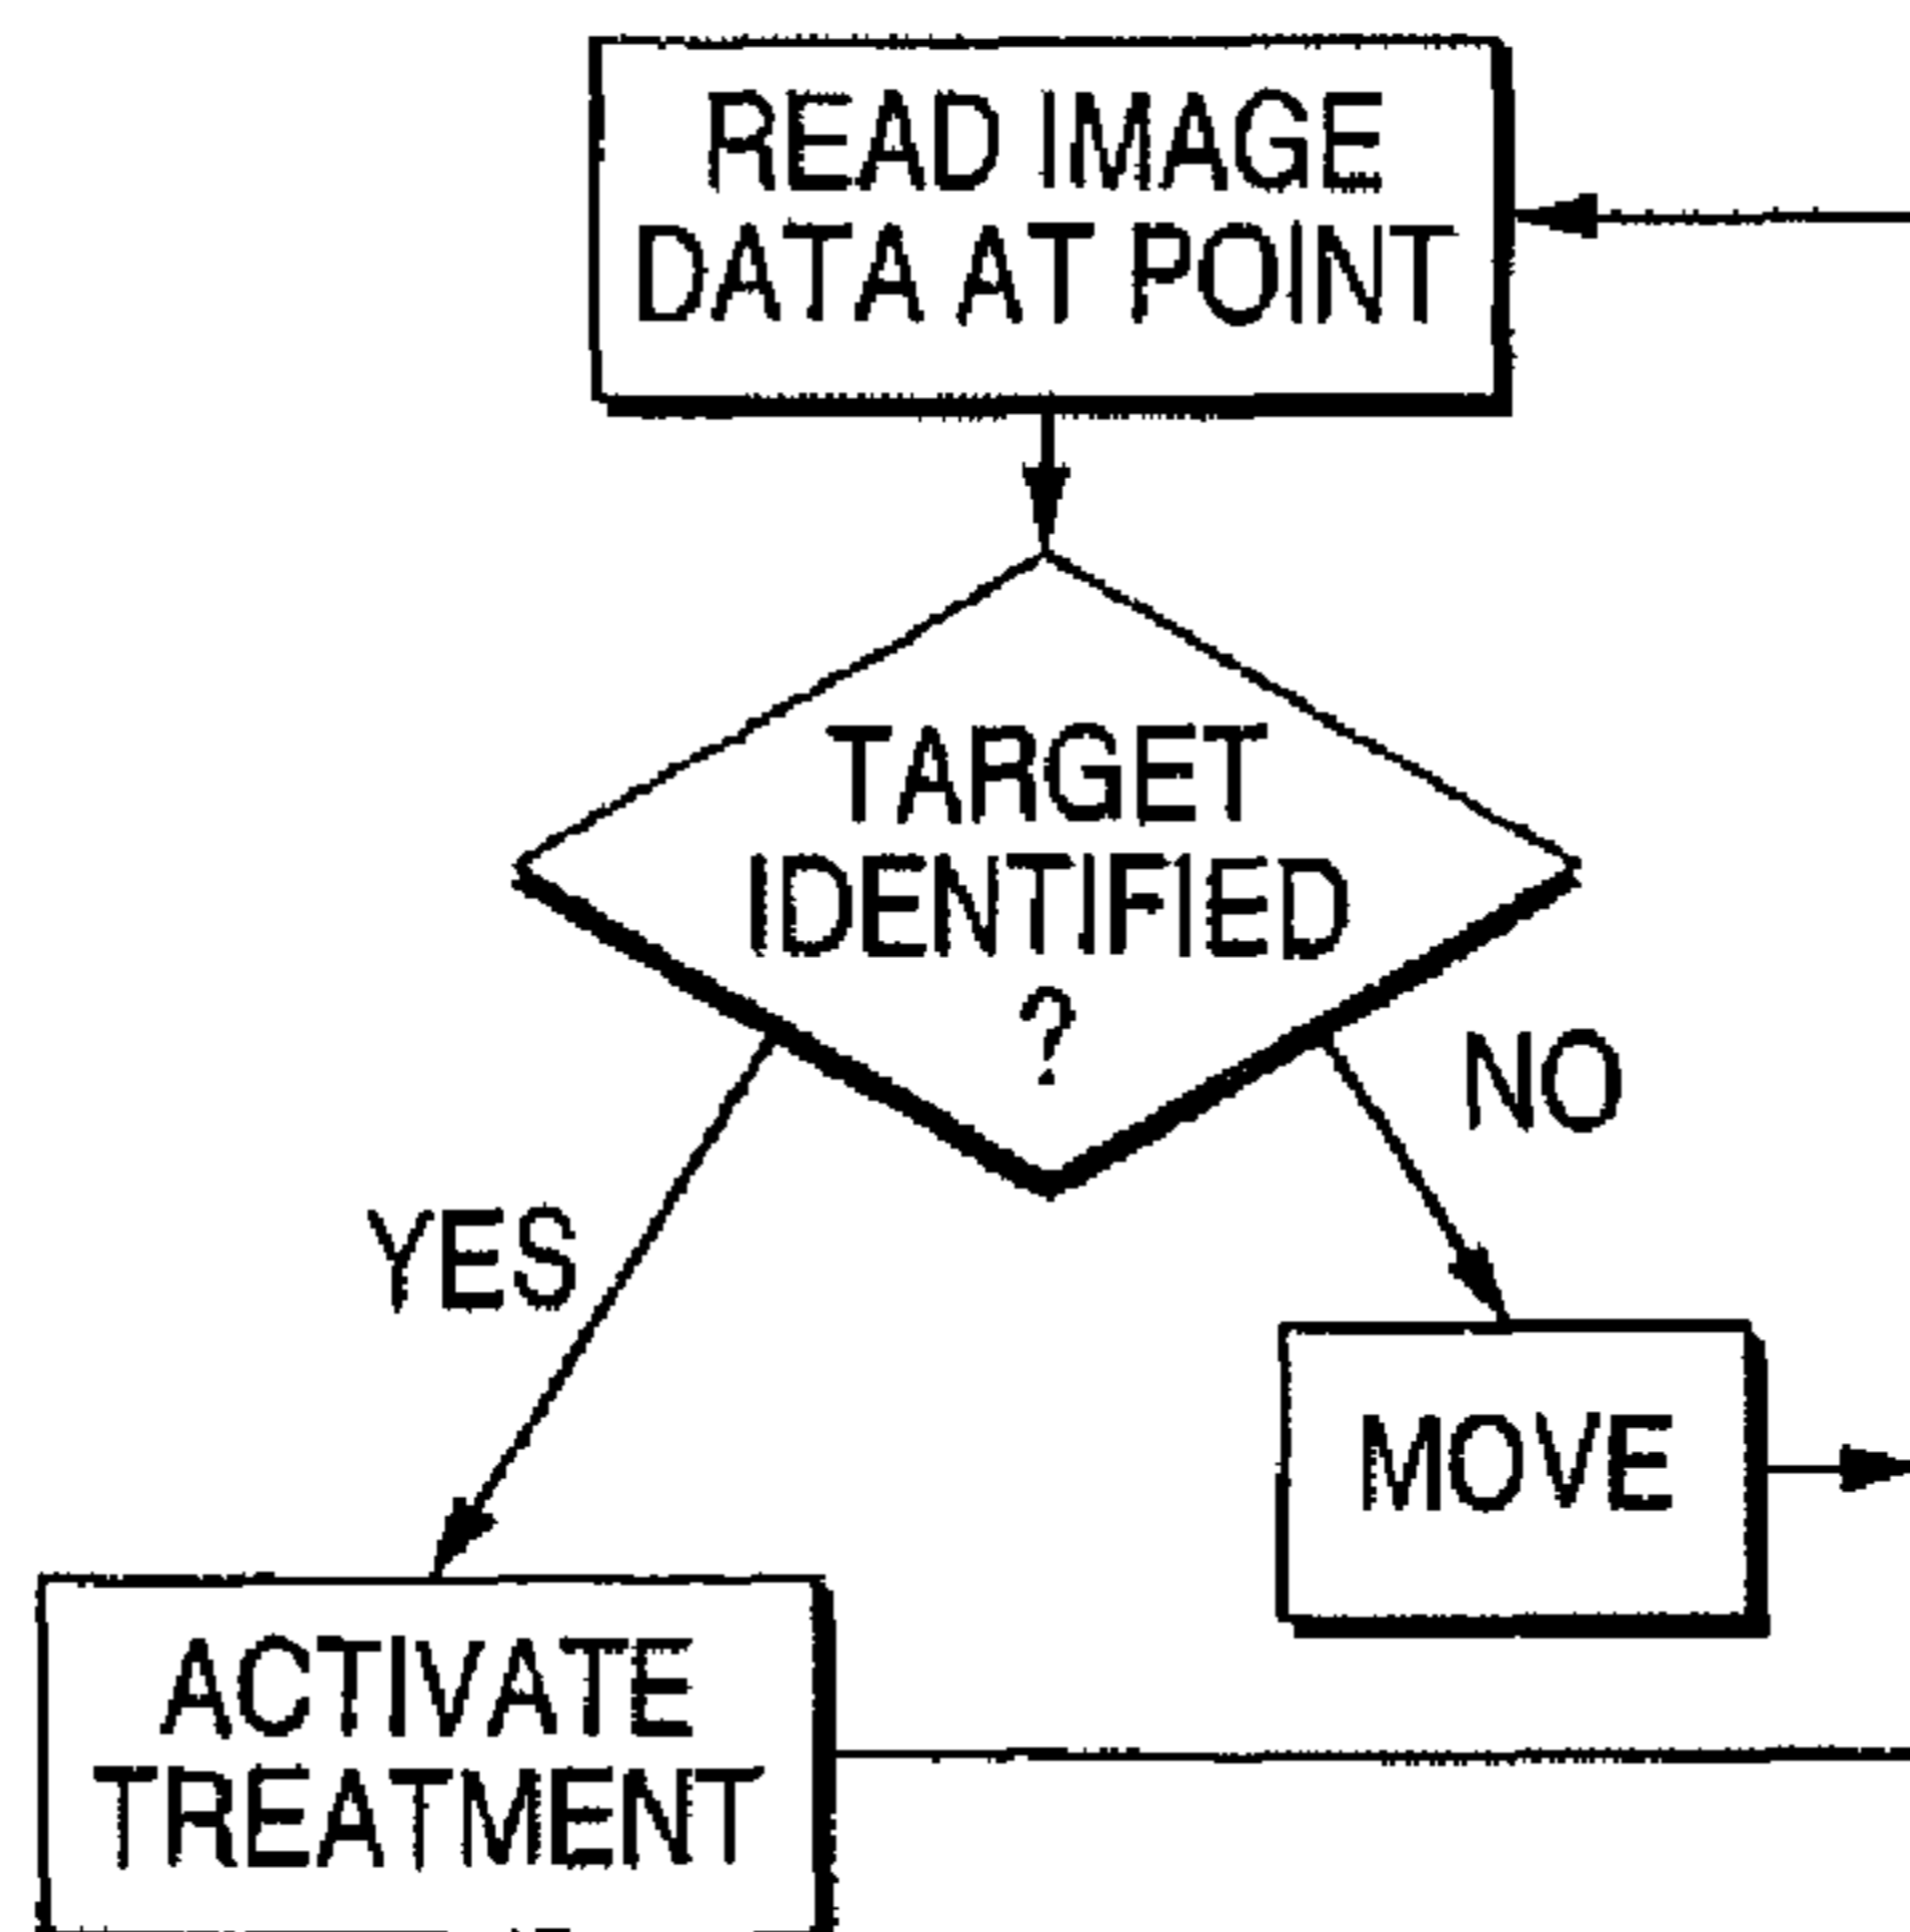 READ IMAGE
DATA AT POINT
TARGET
IDENTIFIED
?
NO
YES
MOVE
ACTIVATE
TREATMENT